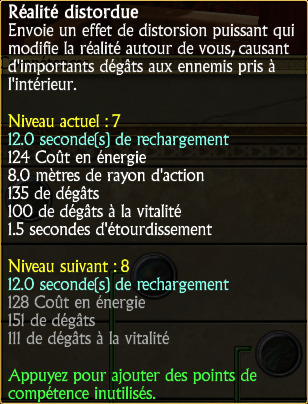 Réalité distordue
Envoie un effet de distorsion puissant qui
modifie la réalité autour de vous, causant
d'importants dégâts aux ennemis pris à
l'intérieur.
Niveau actuel : 7
12.0 seconde(s) de rechargement
124 Coût en énergie
8.0 mètres de rayon d'action
135 de dégâts
100 de dégâts à la vitalité
1.5 secondes d'étourdissement
Niveau suivant : 8
12.0 seconde(s) de rechargement
128 Coût en énergie
151 de dégâts
111 de dégâts à la vitalité
Appuyez pour ajouter des points de
compétence inutilisés.